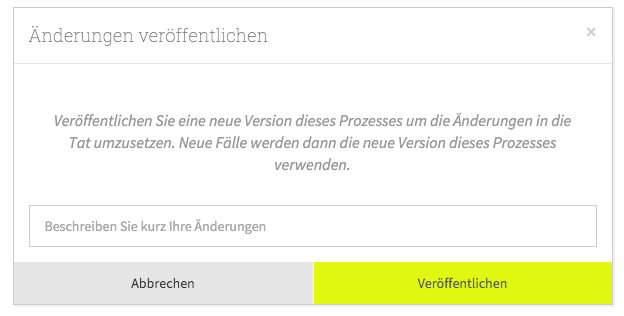 Änderungen veröffentlichen
×
Veröffentlichen Sie eine neue Version dieses Prozesses um die Änderungen in die
Tat umzusetzen. Neue Fälle werden dann die neue Version dieses Prozesses
verwenden.
Beschreiben Sie kurz Ihre Änderungen
Abbrechen
Veröffentlichen